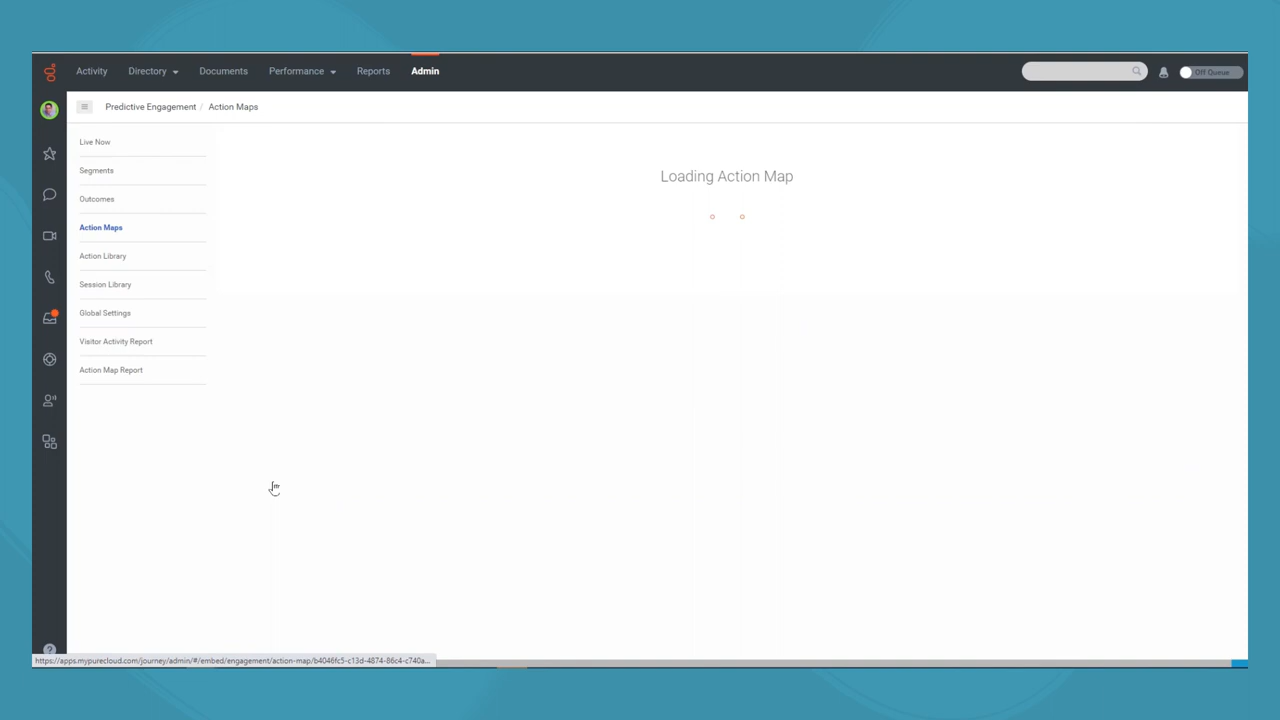 Activity Directory Documents Performance Reports Admin
Off Queue
Predictive Engagement / Action Maps
Live Now
Segments
Outcomes
Action Maps
Action Library
Session Library
Global Settings
Visitor Activity Report
Action Map Report
Loading Action Map
https://apps.mypurecloud.com/journey/admin/#/embed/engagement/action-map/b4046fc5-c13d-4874-86c4-c740a...